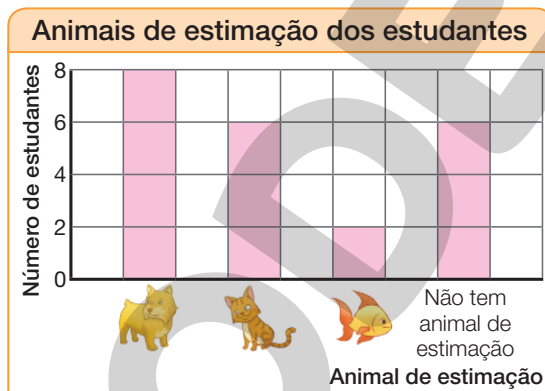 Animais de estimação dos estudantes
Número de estudantes
8
6
4
2
0
Não tem
animal de
estimação
Animal de estimação